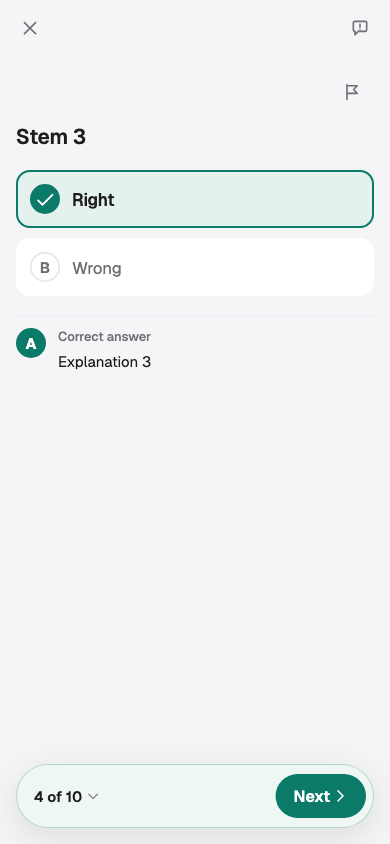 Stem 3
Right
B Wrong
A Correct answer
Explanation 3
4 of 10
Next